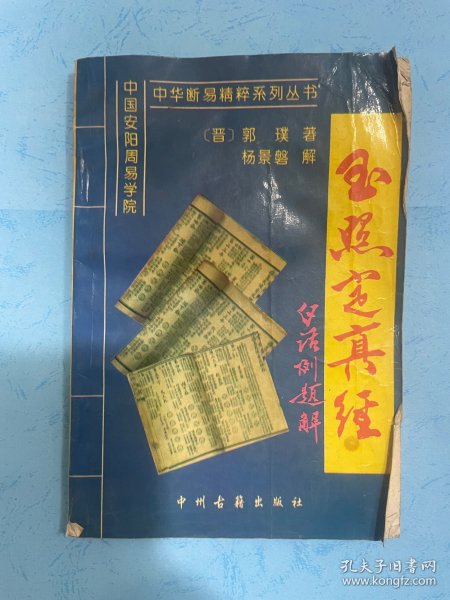 中国安阳周易学院
中华断易精粹系列丛书
〔晋〕郭 璞 著
杨景磐 解
玉照定真经
白话例题解
中州古籍出版社
孔夫子旧书网
www.kongfz.com